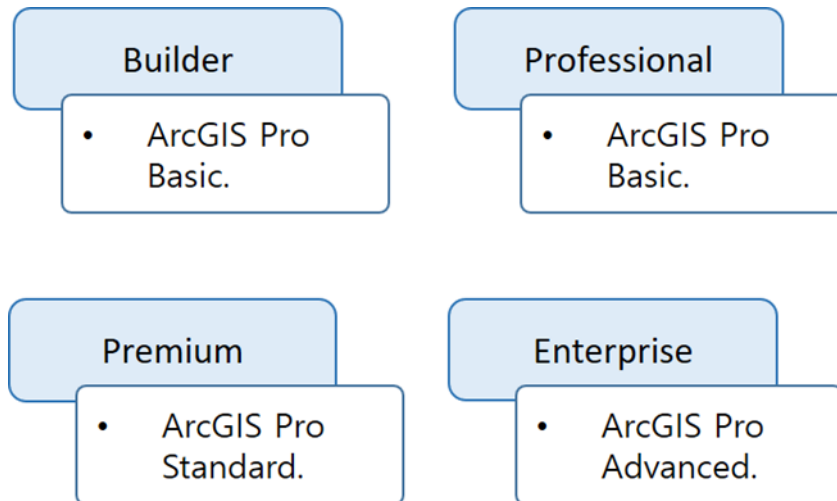 Builder
• ArcGIS Pro
Basic.
Professional
• ArcGIS Pro
Basic.
Premium
• ArcGIS Pro
Standard.
Enterprise
• ArcGIS Pro
Advanced.